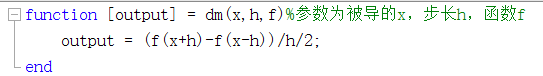 function [output] = dm(x,h,f)%参数为被导的x，步长h，函数f
output = (f(x+h)-f(x-h))/h/2;
end